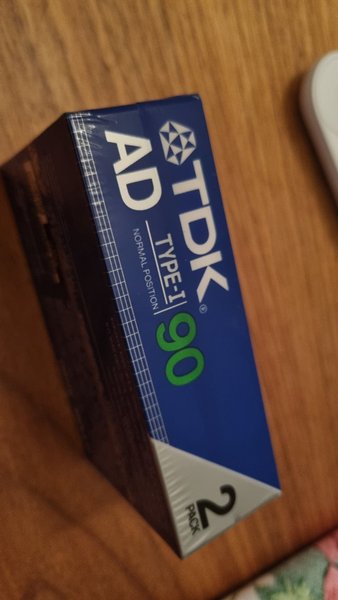 TDK®
AD TYPE-I 90
NORMAL POSITION
2
PACK